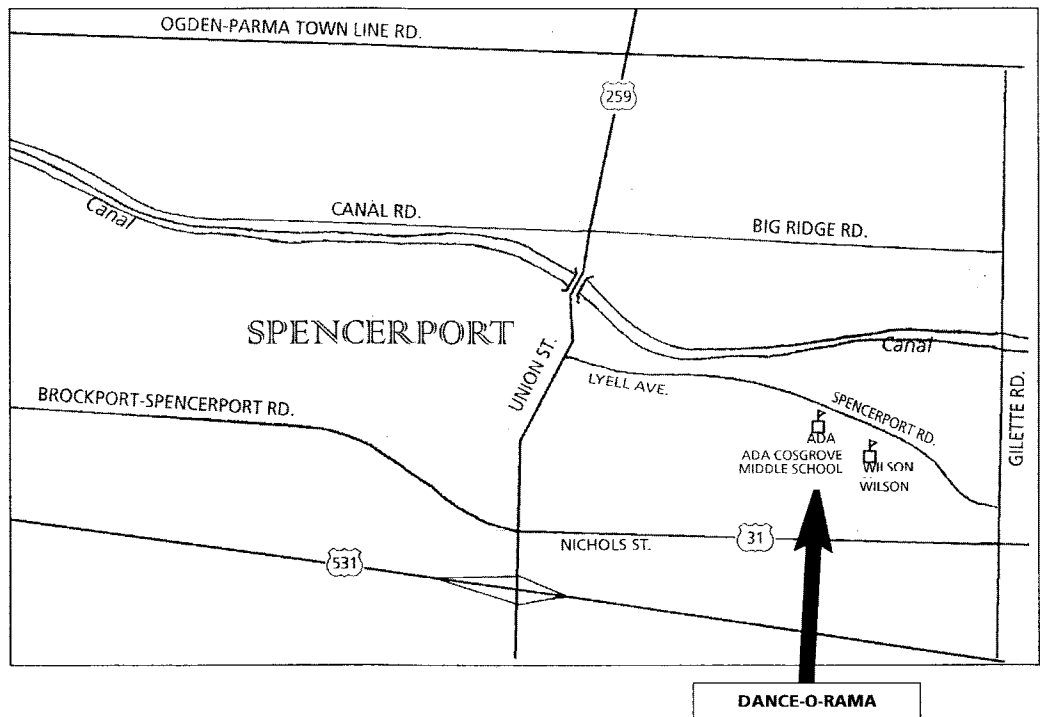 OGDEN-PARMA TOWN LINE RD.
259
Canal
CANAL RD.
BIG RIDGE RD.
SPENCERPORT
UNION ST.
LYELL AVE.
Canal
SPENCERPORT RD.
GILETTE RD.
BROCKPORT-SPENCERPORT RD.
ADA
ADA COSGROVE
MIDDLE SCHOOL
WILSON
WILSON
NICHOLS ST.
31
531
DANCE-O-RAMA